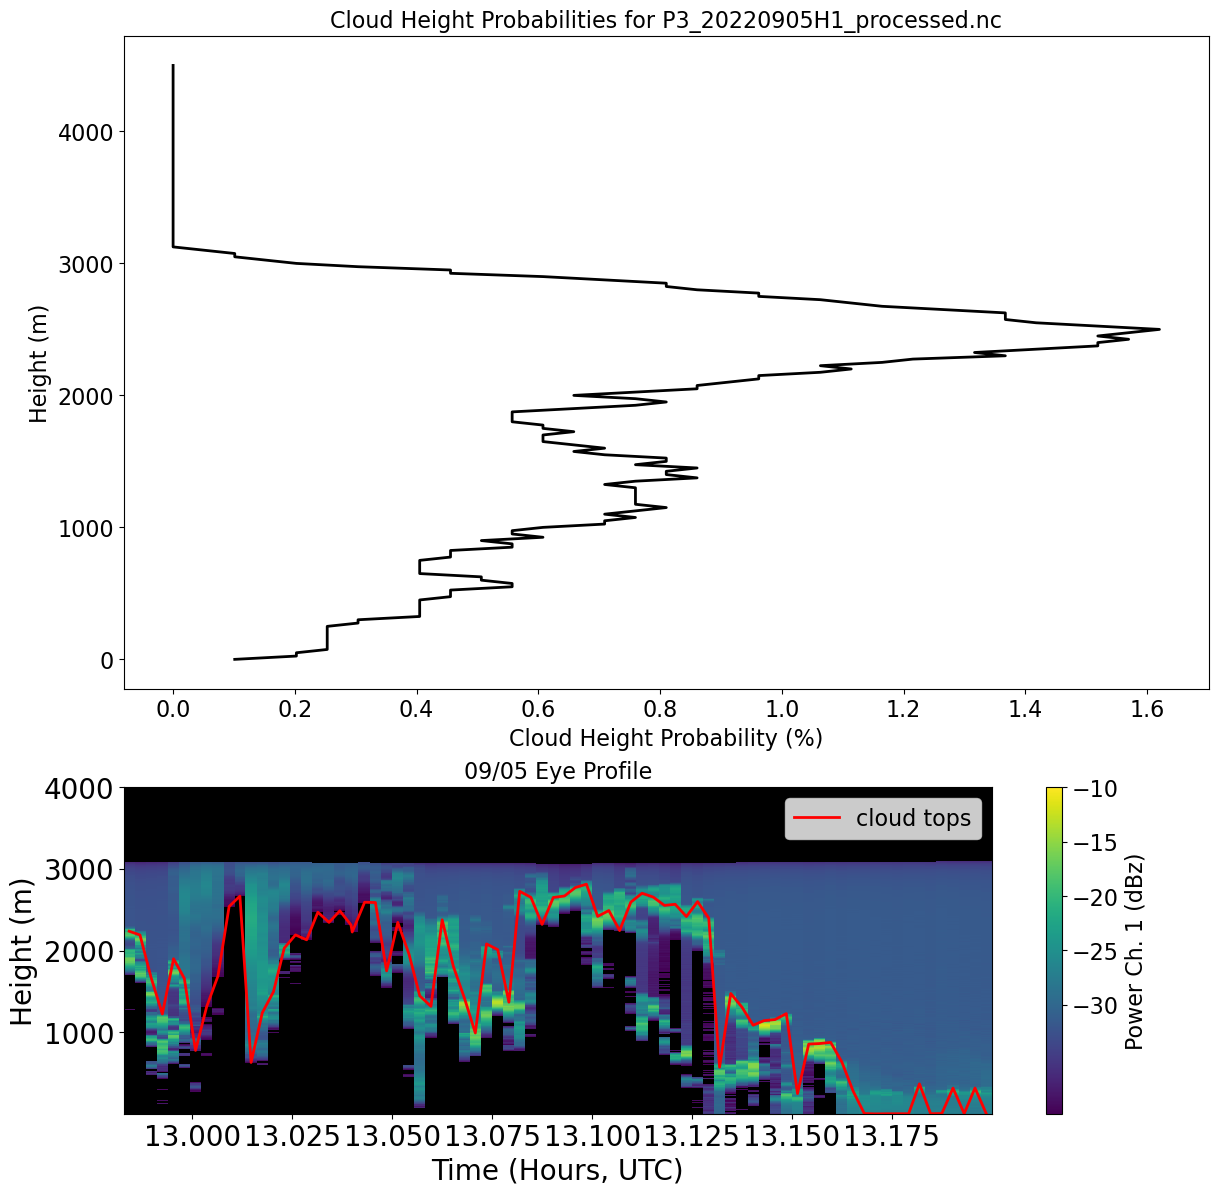 Cloud Height Probabilities for P3_20220905H1_processed.nc
4000
3000
2000
1000
0
Height (m)
0.0 0.2 0.4 0.6 0.8 1.0 1.2 1.4 1.6
Cloud Height Probability (%)
09/05 Eye Profile
4000
3000
2000
1000
Height (m)
cloud tops
13.000 13.025 13.050 13.075 13.100 13.125 13.150 13.175
Time (Hours, UTC)
−10
−15
−20
−25
−30
Power Ch. 1 (dBz)